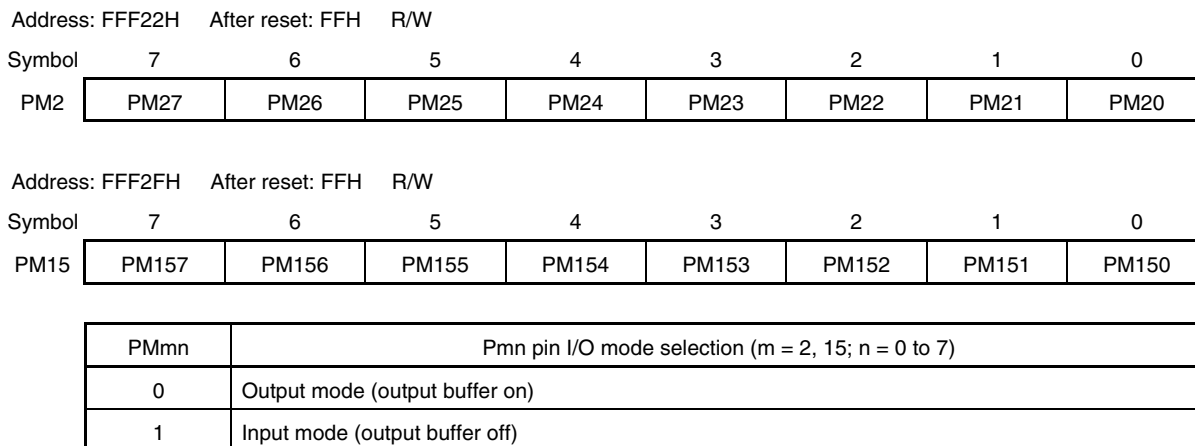 Address: FFF22H After reset: FFH R/W
Symbol 7 6 5 4 3 2 1 0
PM2 PM27 PM26 PM25 PM24 PM23 PM22 PM21 PM20
Address: FFF2FH After reset: FFH R/W
Symbol 7 6 5 4 3 2 1 0
PM15 PM157 PM156 PM155 PM154 PM153 PM152 PM151 PM150
PMmn Pmn pin I/O mode selection (m = 2, 15; n = 0 to 7)
0 Output mode (output buffer on)
1 Input mode (output buffer off)